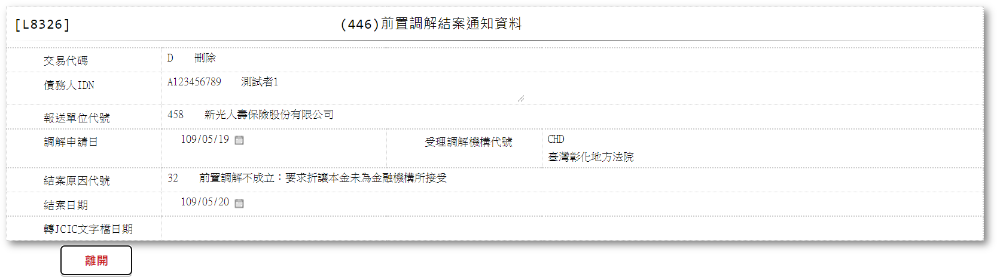 [L8326] (446)前置調解結案通知資料
交易代碼 D 刪除
債務人IDN A123456789 測試者1
報送單位代號 458 新光人壽保險股份有限公司
調解申請日 109/05/19 受理調解機構代號 CHD
臺灣彰化地方法院
結案原因代號 32 前置調解不成立：要求折讓本金未為金融機構所接受
結案日期 109/05/20
轉JCIC文字檔日期
離開